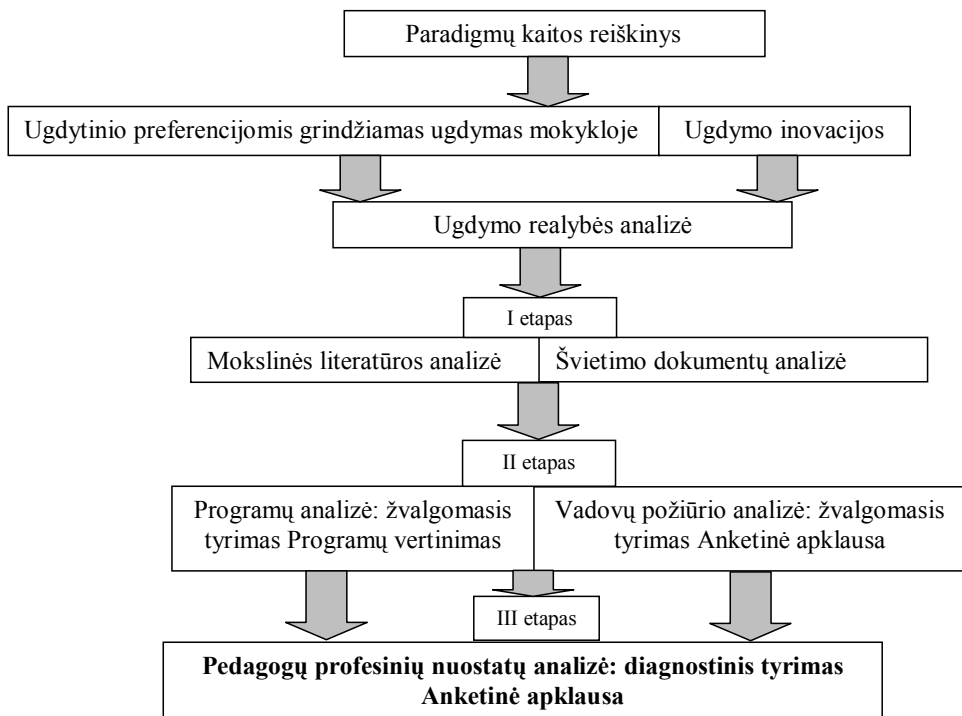 Paradigmų kaitos reiškinys
Ugdytinio preferencijomis grindžiamas ugdymas mokykloje
Ugdymo inovacijos
Ugdymo realybės analizė
I etapas
Mokslinės literatūros analizė
Švietimo dokumentų analizė
II etapas
Programų analizė: žvalgomasis
tyrimas Programų vertinimas
Vadovų požiūrio analizė: žvalgomasis
tyrimas Anketinė apklausa
III etapas
Pedagogų profesinių nuostatų analizė: diagnostinis tyrimas
Anketinė apklausa